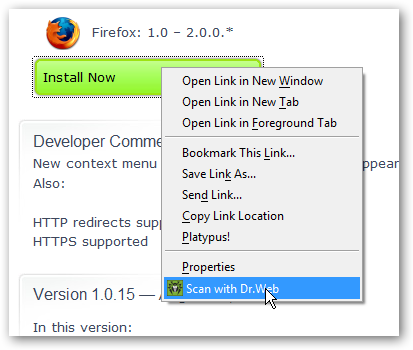 Firefox: 1.0 – 2.0.0.*
Install Now
Open Link in New Window
Open Link in New Tab
Open Link in Foreground Tab
Bookmark This Link...
Save Link As...
Send Link...
Copy Link Location
Platypus!
Properties
Scan with Dr.Web
Developer Comme
New context menu
appear
Also:
HTTP redirects supp
HTTPS supported
Version 1.0.15 —
In this version: